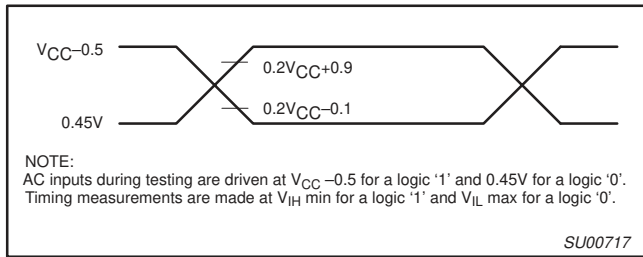 VCC–0.5
0.2VCC+0.9
0.2VCC–0.1
0.45V
NOTE:
AC inputs during testing are driven at VCC –0.5 for a logic ‘1’ and 0.45V for a logic ‘0’.
Timing measurements are made at VIH min for a logic ‘1’ and VIL max for a logic ‘0’.
SU00717